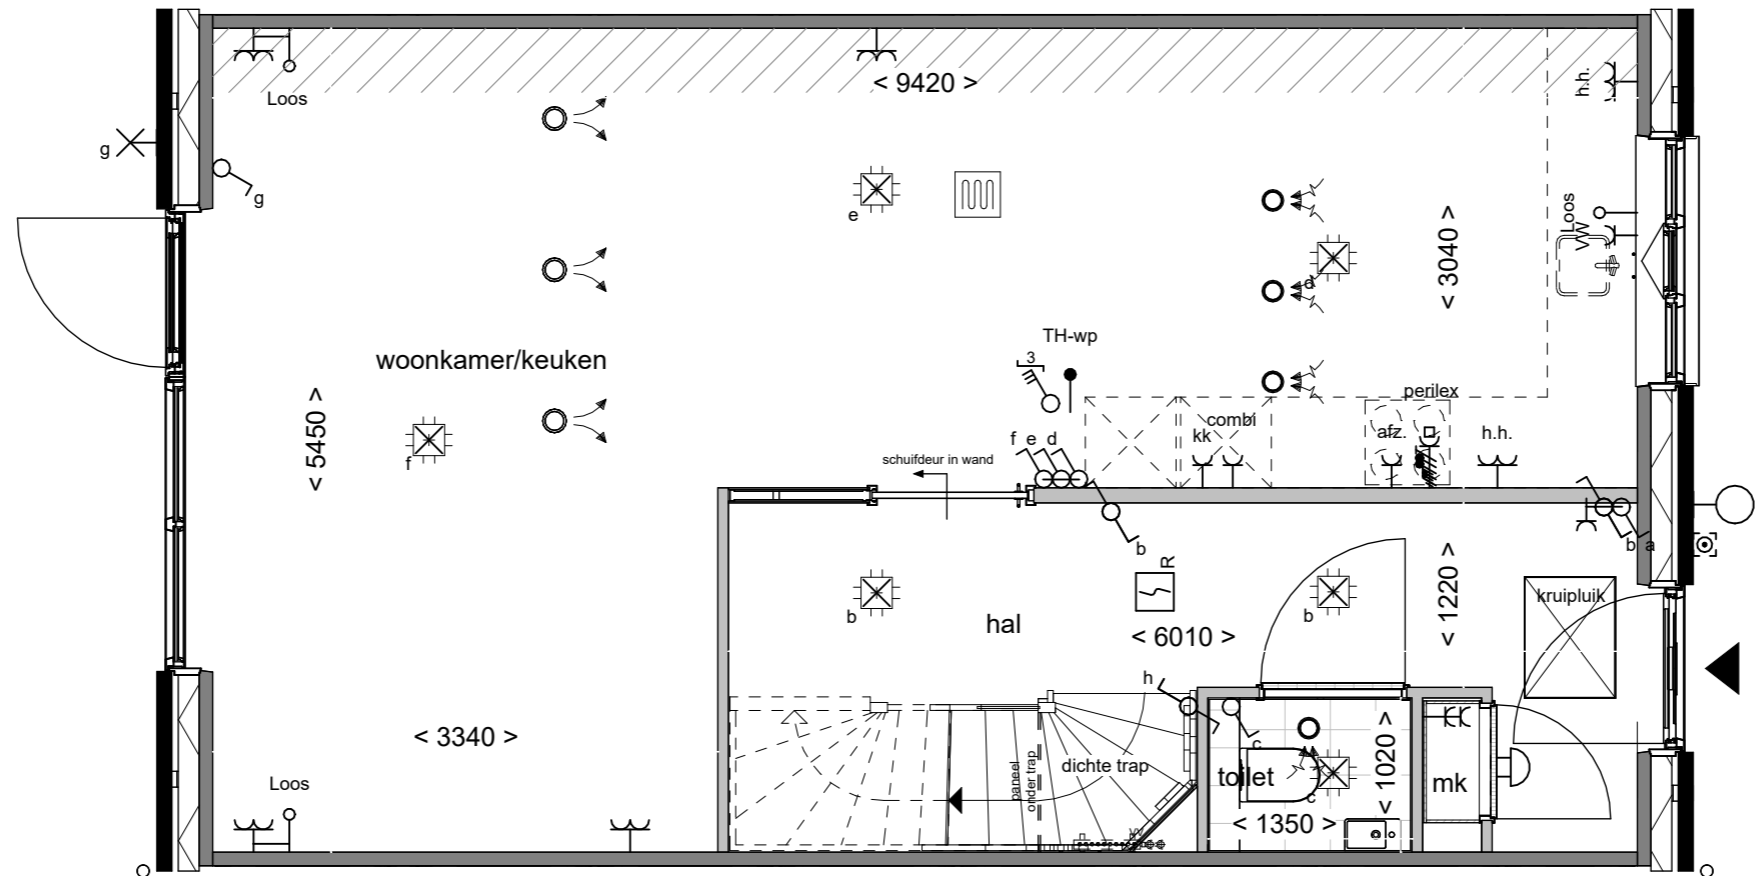 Loos
< 9420 >
h.h.
g
g
e
Loos
VW
d
< 3040 >
TH-wp
3
woonkamer/keuken
perilex
combi
kk
afz.
h.h.
< 5450 >
f
f e d
schuifdeur in wand
b
b a
R
< 1220 >
kruipluik
b
hal
b
< 6010 >
h
< 3340 >
c
dichte trap
paneel
onder trap
toilet
< 1020 >
mk
Loos
c
< 1350 >